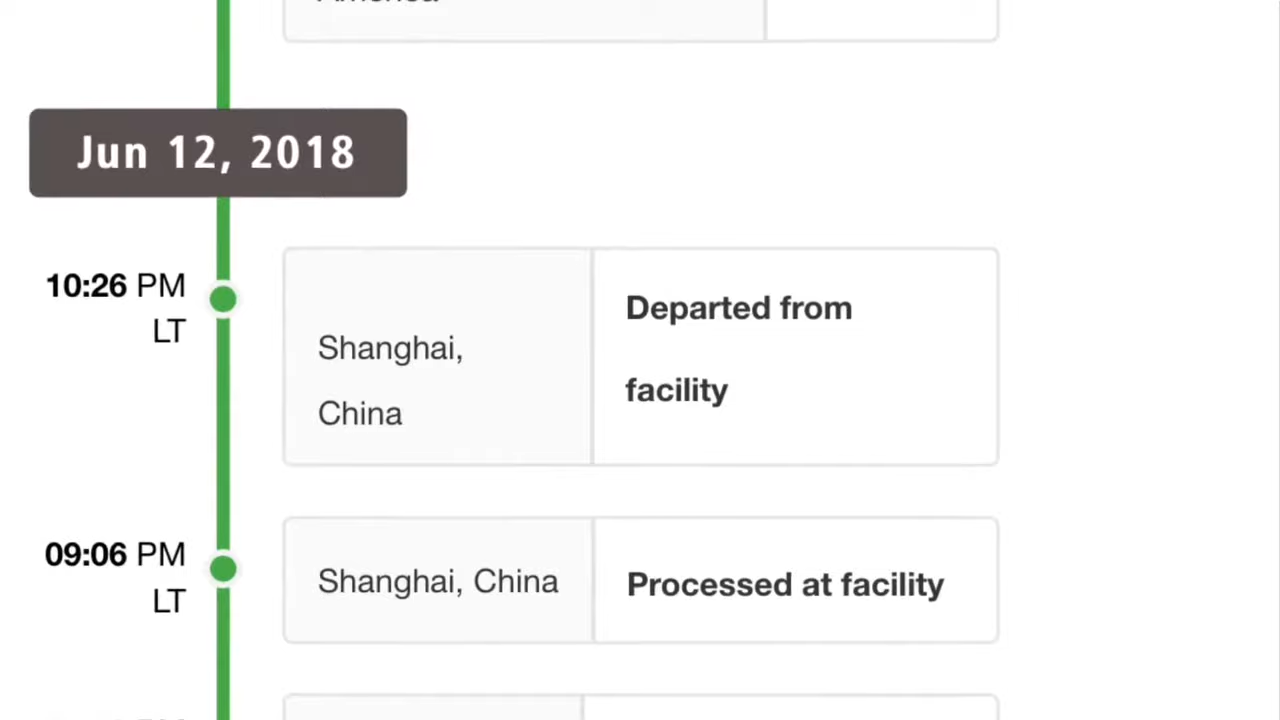 America
Jun 12, 2018
10:26 PM
LT
Shanghai,
China
Departed from
facility
09:06 PM
LT
Shanghai, China
Processed at facility